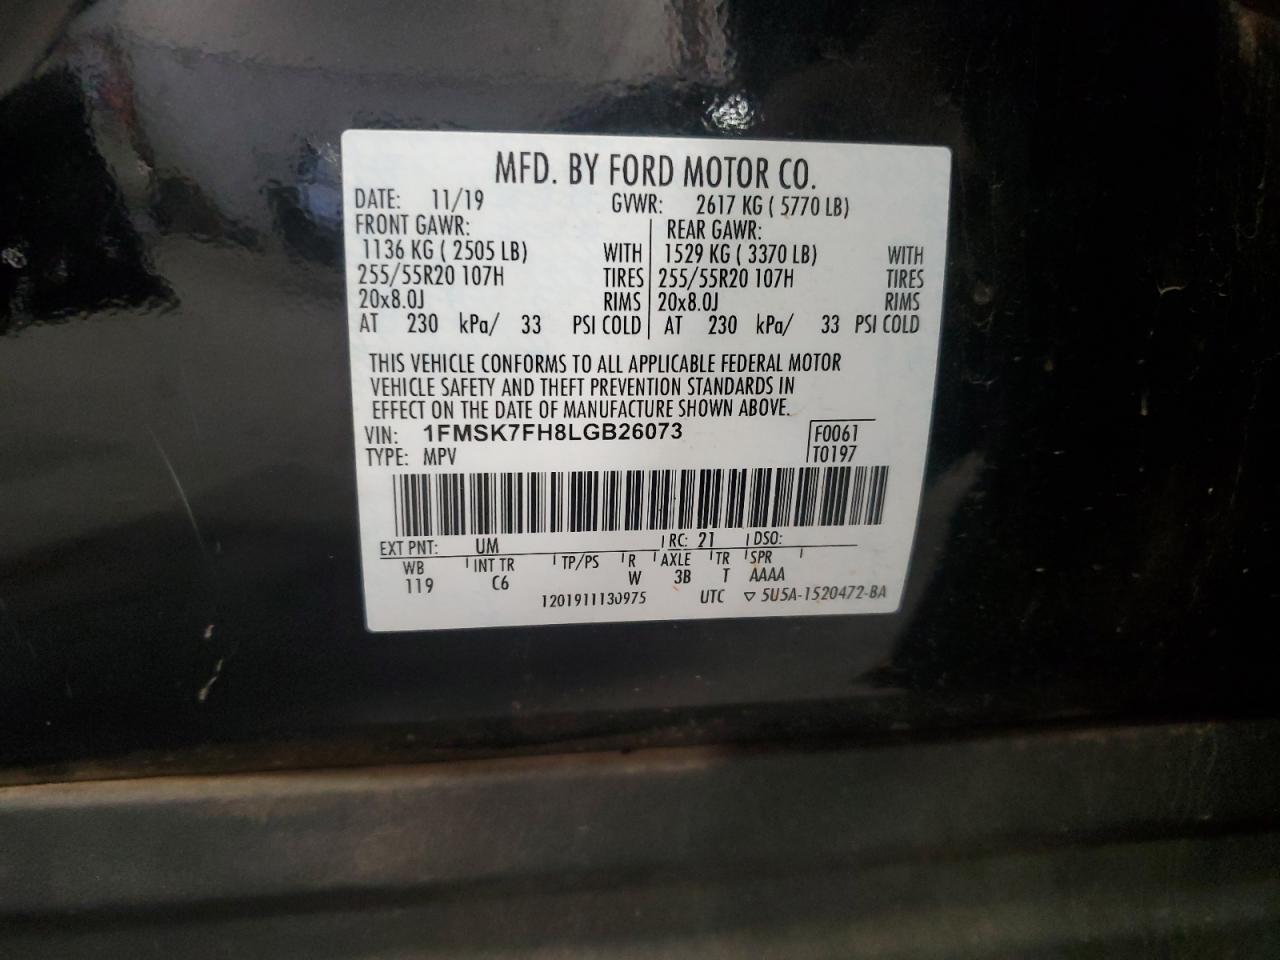 MFD. BY FORD MOTOR CO.
DATE: 11/19 GVWR: 2617 KG ( 5770 LB)
FRONT GAWR: REAR GAWR:
1136 KG ( 2505 LB) WITH 1529 KG ( 3370 LB) WITH
255/55R20 107H TIRES 255/55R20 107H TIRES
20x8.0J RIMS 20x8.0J RIMS
AT 230 kPa/ 33 PSI COLD AT 230 kPa/ 33 PSI COLD
THIS VEHICLE CONFORMS TO ALL APPLICABLE FEDERAL MOTOR
VEHICLE SAFETY AND THEFT PREVENTION STANDARDS IN
EFFECT ON THE DATE OF MANUFACTURE SHOWN ABOVE.
VIN: 1FMSK7FH8LGB26073 F0061
TYPE: MPV T0197
EXT PNT: UM RC: 21 DSO:
WB INT TR TP/PS R AXLE TR SPR
119 C6 W 3B T AAAA
1201911130975 UTC ▽ 5U5A-1520472-BA